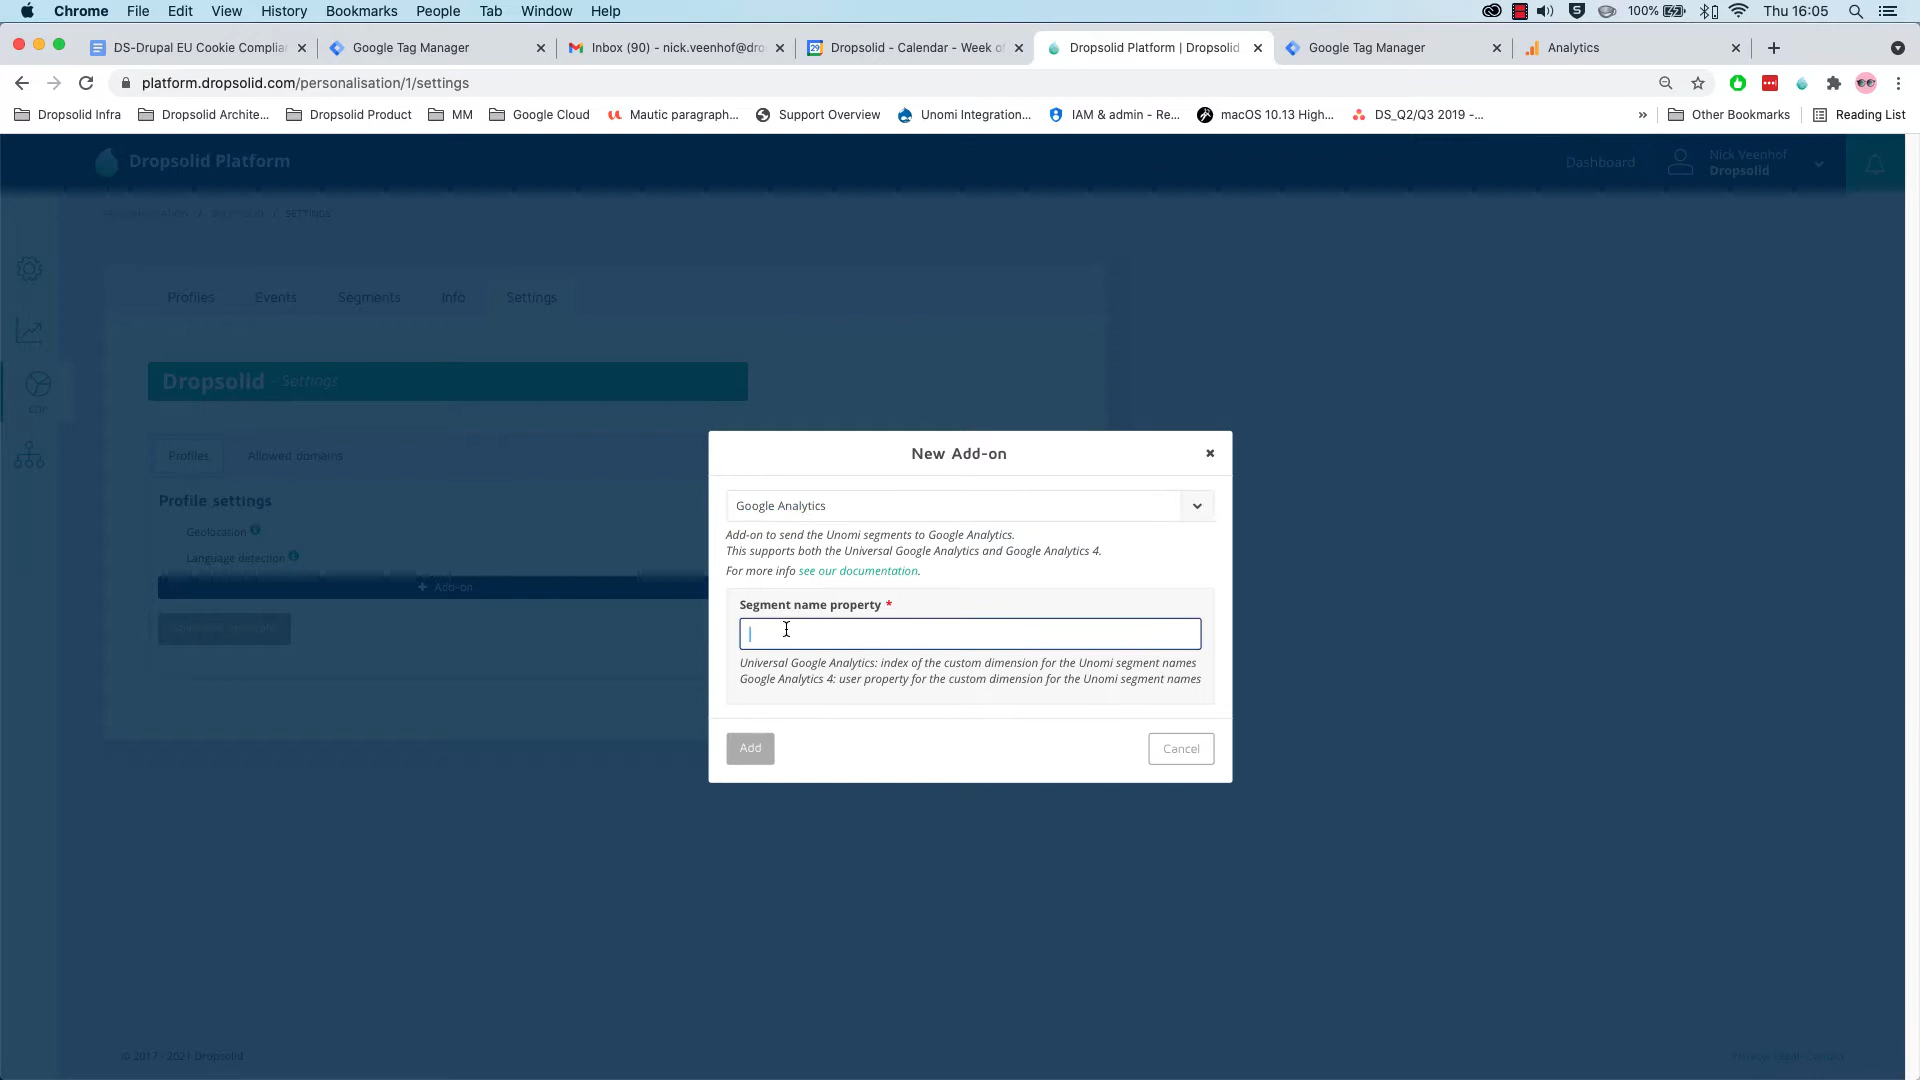 Chrome File Edit View History Bookmarks People Tab Window Help 100% Thu 16:05
DS-Drupal EU Cookie Complian Google Tag Manager Inbox (90) - nick.veenhof@dro Dropsolid - Calendar - Week of Dropsolid Platform | Dropsolid Google Tag Manager Analytics
platform.dropsolid.com/personalisation/1/settings
Dropsolid Infra Dropsolid Archite... Dropsolid Product MM Google Cloud Mautic paragraph... Support Overview Unomi Integration... IAM & admin - Re... macOS 10.13 High... DS_Q2/Q3 2019 -... » Other Bookmarks Reading List
Dropsolid Platform Dashboard Nick Veenhof
Dropsolid
/ SETTINGS
Profiles Events Segments Info Settings
Dropsolid - Settings
CDP
Profiles Allowed domains
Profile settings
Geolocation
Language detection
+ Add-on
New Add-on
Google Analytics
Add-on to send the Unomi segments to Google Analytics.
This supports both the Universal Google Analytics and Google Analytics 4.
For more info see our documentation.
Segment name property *
Universal Google Analytics: index of the custom dimension for the Unomi segment names
Google Analytics 4: user property for the custom dimension for the Unomi segment names
Add Cancel
© 2017 - 2021 Dropsolid